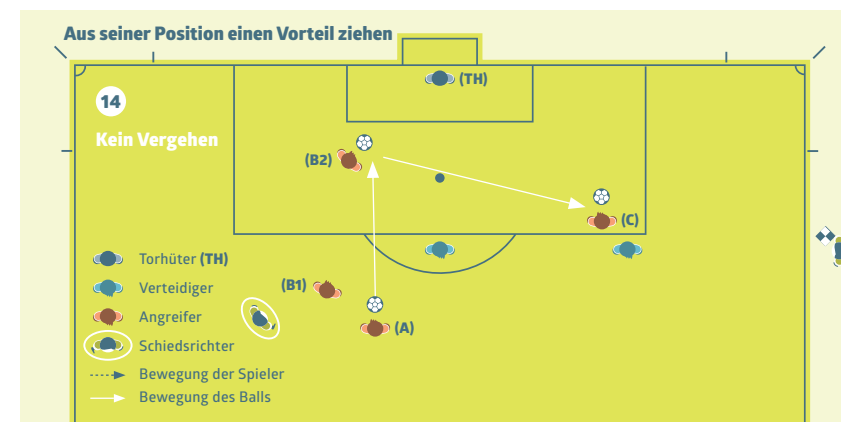 Aus seiner Position einen Vorteil ziehen
(TH)
14
Kein Vergehen
(B2)
(C)
Torhüter (TH)
(B1)
Verteidiger
Angreifer
(A)
Schiedsrichter
Bewegung der Spieler
Bewegung des Balls